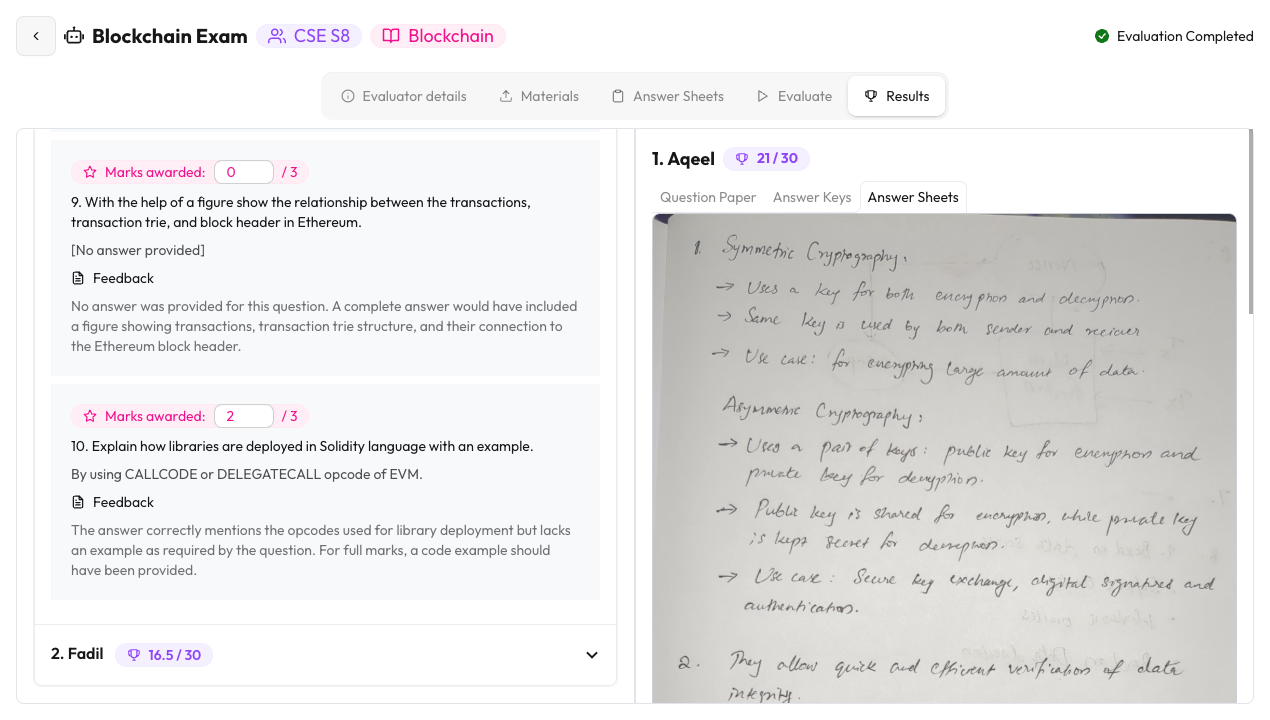 Blockchain Exam
CSE S8
Blockchain
Evaluation Completed
Evaluator details
Materials
Answer Sheets
Evaluate
Results
Marks awarded: 0 / 3
9. With the help of a figure show the relationship between the transactions,
transaction trie, and block header in Ethereum.
[No answer provided]
Feedback
No answer was provided for this question. A complete answer would have included
a figure showing transactions, transaction trie structure, and their connection to
the Ethereum block header.
Marks awarded: 2 / 3
10. Explain how libraries are deployed in Solidity language with an example.
By using CALLCODE or DELEGATECALL opcode of EVM.
Feedback
The answer correctly mentions the opcodes used for library deployment but lacks
an example as required by the question. For full marks, a code example should
have been provided.
2. Fadil
16.5 / 30
1. Aqeel
21 / 30
Question Paper
Answer Keys
Answer Sheets
1. Symmetric Cryptography:
→ Uses a key for both encryption and decryption.
→ Same key is used by both sender and reciever
→ Use case: for encrypting large amount of data.
Asymmetric Cryptography:
→ Uses a pair of keys: public key for encryption and
private key for decryption.
→ Public key is shared for encryption, while private key
is kept secret for decryption.
→ Use case: Secure key exchange, digital signatures and
authentication.
2. They allow quick and efficient verification of data
integrity.